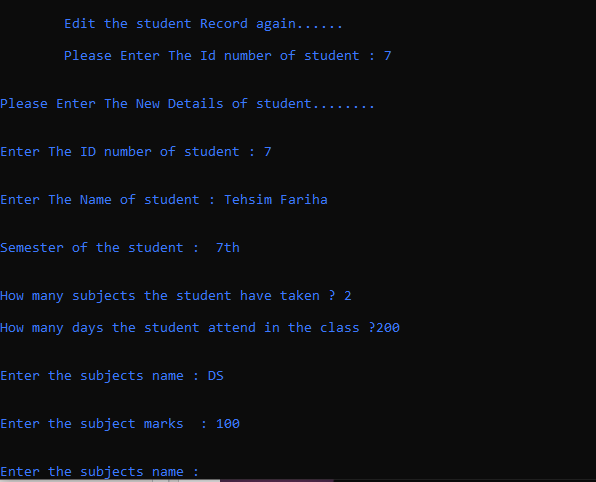 Edit the student Record again......
Please Enter The Id number of student : 7
Please Enter The New Details of student........
Enter The ID number of student : 7
Enter The Name of student : Tehsim Fariha
Semester of the student :  7th
How many subjects the student have taken ? 2
How many days the student attend in the class ?200
Enter the subjects name : DS
Enter the subject marks  : 100
Enter the subjects name :